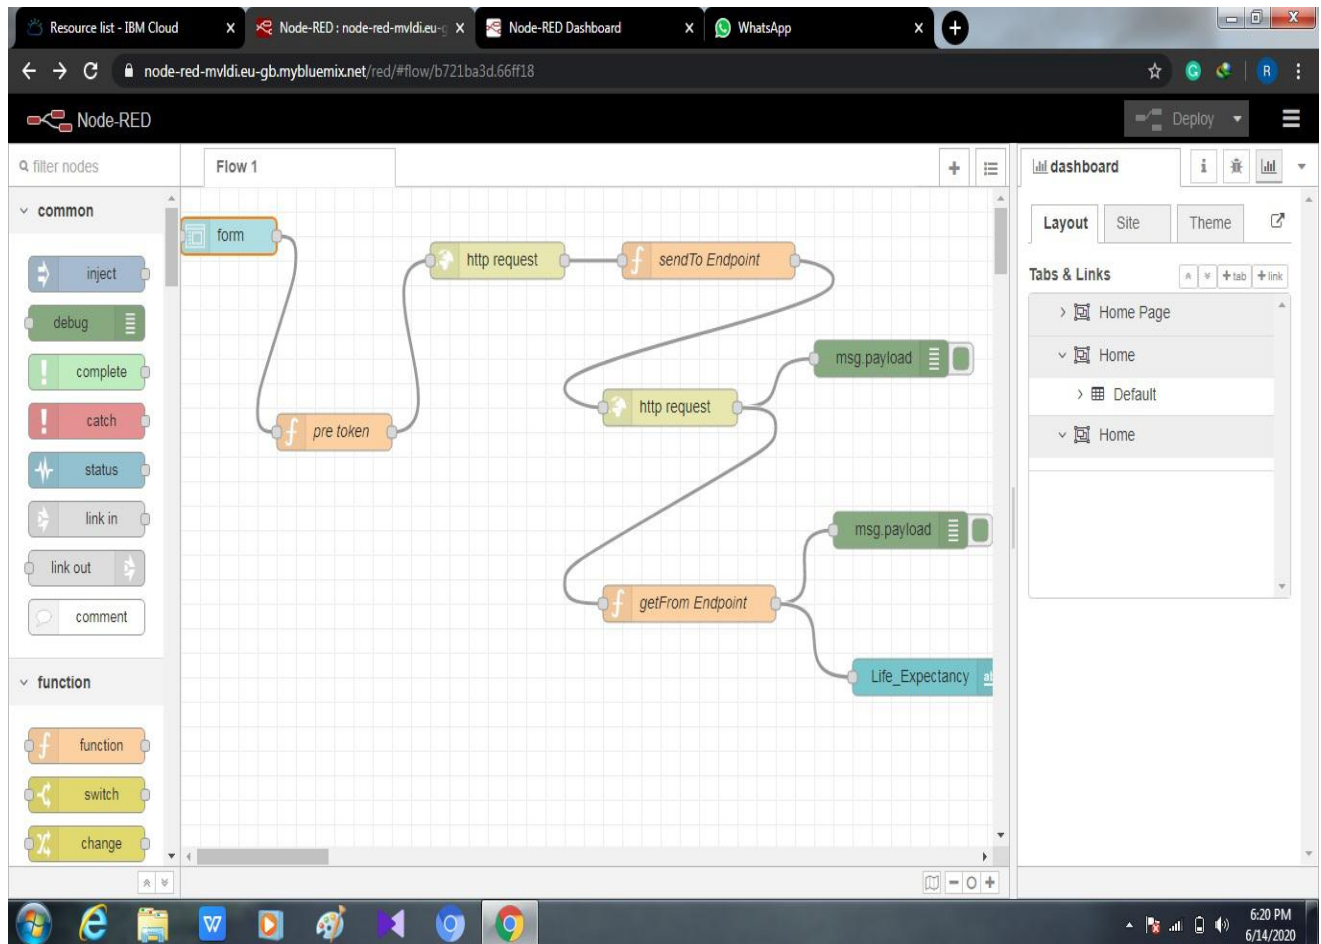 Resource list - IBM Cloud
Node-RED : node-red-mvldi.eu-g
Node-RED Dashboard
WhatsApp
node-red-mvldi.eu-gb.mybluemix.net/red/#flow/b721ba3d.66ff18
R
Node-RED
Deploy
filter nodes
Flow 1
dashboard
i
common
inject
debug
complete
catch
status
link in
link out
comment
function
function
switch
change
form
pre token
http request
sendTo Endpoint
http request
msg.payload
getFrom Endpoint
msg.payload
Life_Expectancy
Layout
Site
Theme
Tabs & Links
+ tab
+ link
Home Page
Home
Default
Home
6:20 PM
6/14/2020